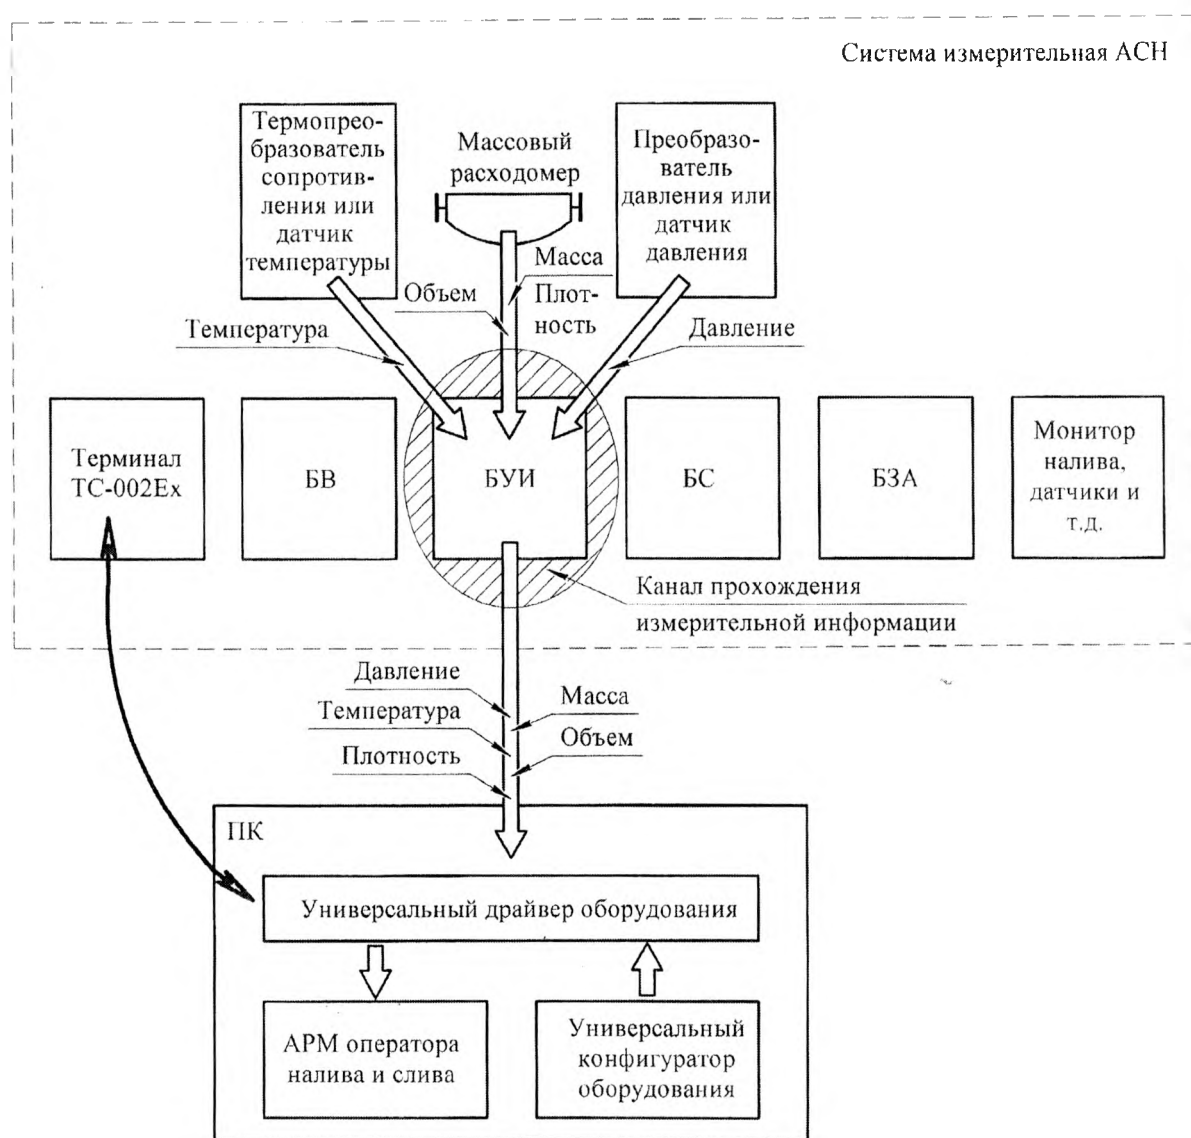 Система измерительная АСН
Термопрео-
бразователь
сопротив-
ления или
датчик
температуры
Массовый
расходомер
Преобразо-
ватель
давления или
датчик
давления
Масса
Объем
Плот-
ность
Температура
Давление
Терминал
ТС-002Ex
БВ
БУИ
БС
БЗА
Монитор
налива,
датчики и
т.д.
Канал прохождения
измерительной информации
Давление
Масса
Температура
Объем
Плотность
ПК
Универсальный драйвер оборудования
АРМ оператора
налива и слива
Универсальный
конфигуратор
оборудования